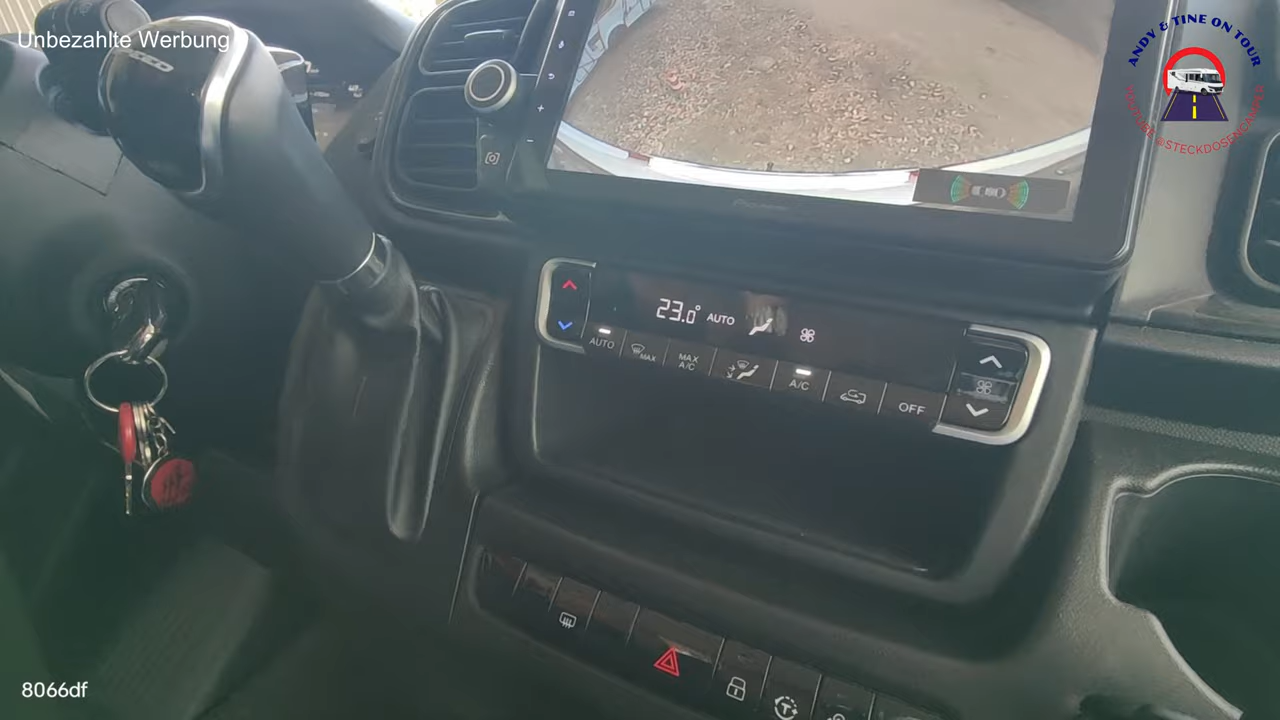 Unbezahlte Werbung
ANDY & TINE ON TOUR
23.0° AUTO
AUTO
MAX
MAX
A/C
A/C
OFF
8066df